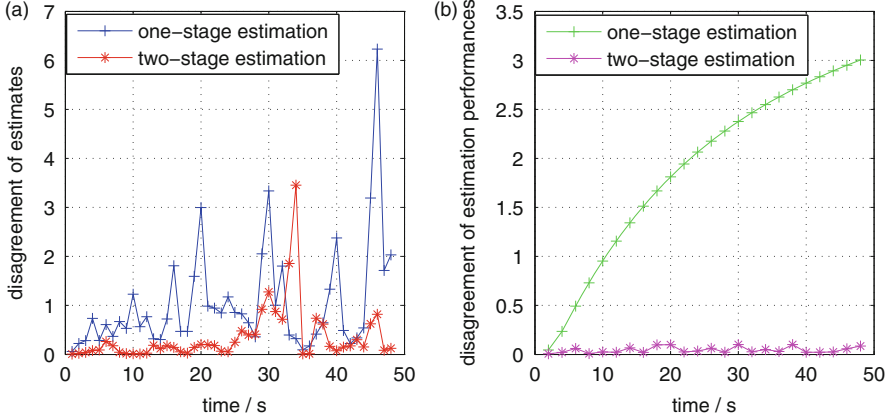 (a)
7
6
5
4
3
2
1
0
0
10
20
30
40
50
disagreement of estimates
time / s
one−stage estimation
two−stage estimation
(b)
3.5
3
2.5
2
1.5
1
0.5
0
0
10
20
30
40
50
disagreement of estimation performances
time / s
one−stage estimation
two−stage estimation